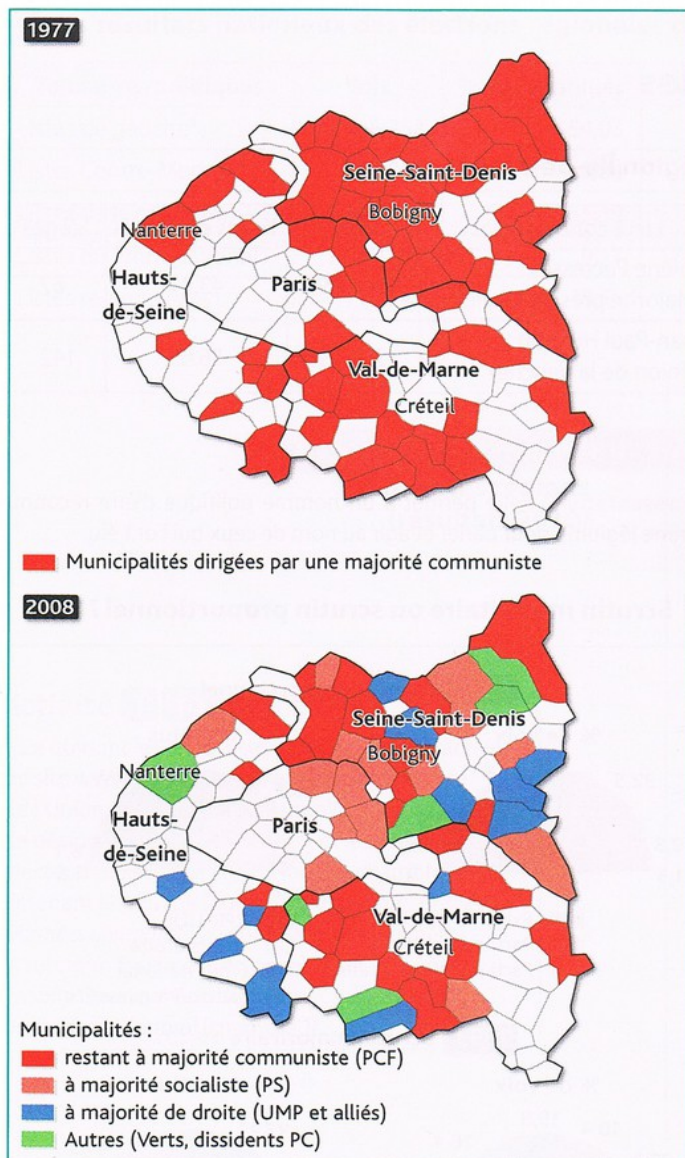 1977
Seine-Saint-Denis
Bobigny
Nanterre
Hauts-
de-Seine
Paris
Val-de-Marne
Créteil
Municipalités dirigées par une majorité communiste
2008
Seine-Saint-Denis
Bobigny
Nanterre
Hauts-
de-Seine
Paris
Val-de-Marne
Créteil
Municipalités :
restant à majorité communiste (PCF)
à majorité socialiste (PS)
à majorité de droite (UMP et alliés)
Autres (Verts, dissidents PC)